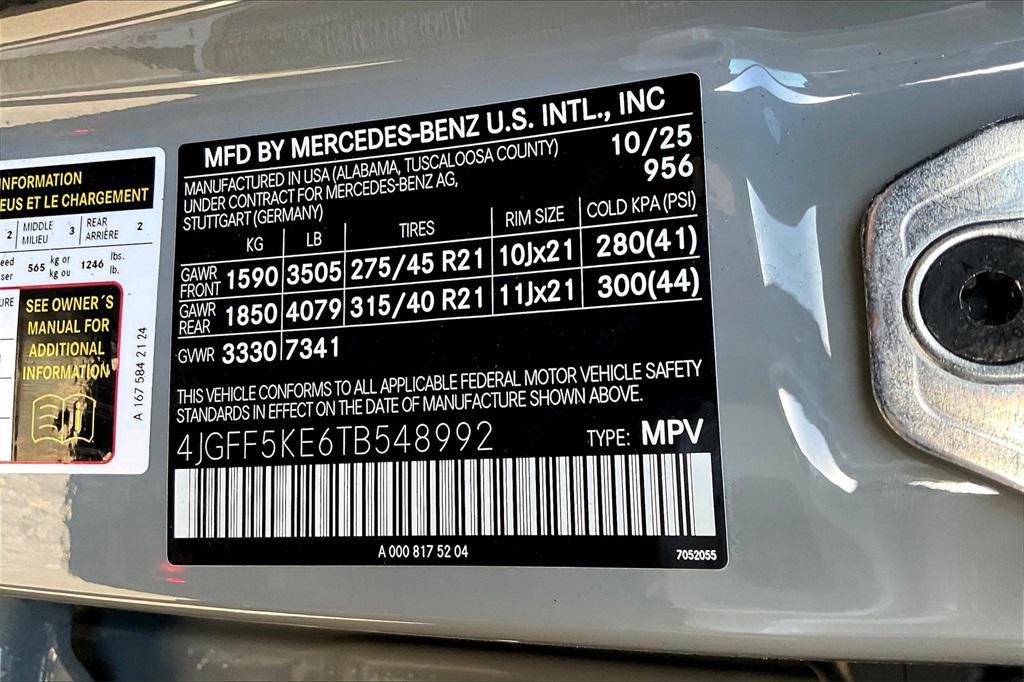 INFORMATION
EUS ET LE CHARGEMENT
2 MIDDLE MILIEU 3 REAR ARRIÈRE 2
565 kg or kg ou 1246 lbs. lb.
SEE OWNER'S
MANUAL FOR
ADDITIONAL
INFORMATION
A 167 584 21 24
MFD BY MERCEDES-BENZ U.S. INTL., INC
MANUFACTURED IN USA (ALABAMA, TUSCALOOSA COUNTY) 10/25
UNDER CONTRACT FOR MERCEDES-BENZ AG, 956
STUTTGART (GERMANY)
KG LB TIRES RIM SIZE COLD KPA (PSI)
GAWR FRONT 1590 3505 275/45 R21 10Jx21 280(41)
GAWR REAR 1850 4079 315/40 R21 11Jx21 300(44)
GVWR 3330 7341
THIS VEHICLE CONFORMS TO ALL APPLICABLE FEDERAL MOTOR VEHICLE SAFETY
STANDARDS IN EFFECT ON THE DATE OF MANUFACTURE SHOWN ABOVE.
4JGFF5KE6TB548992 TYPE: MPV
A 000 817 52 04 7052055